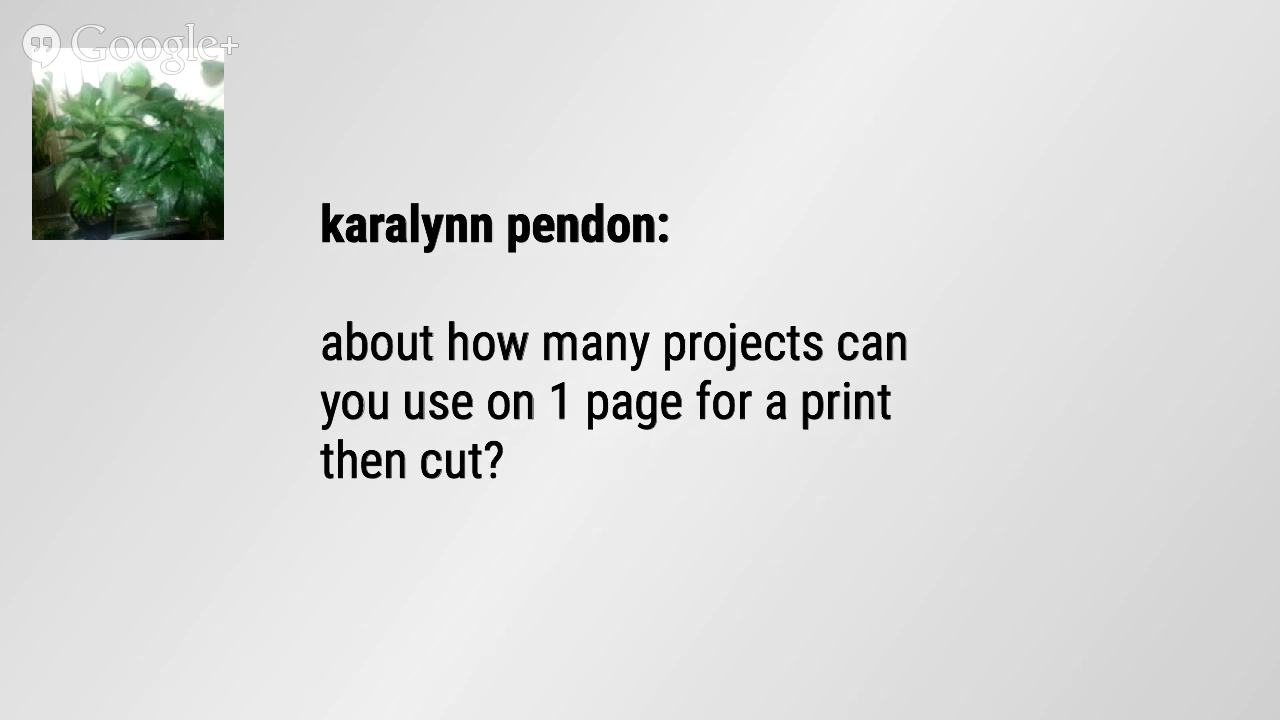 Google+
karalynn pendon:
about how many projects can
you use on 1 page for a print
then cut?